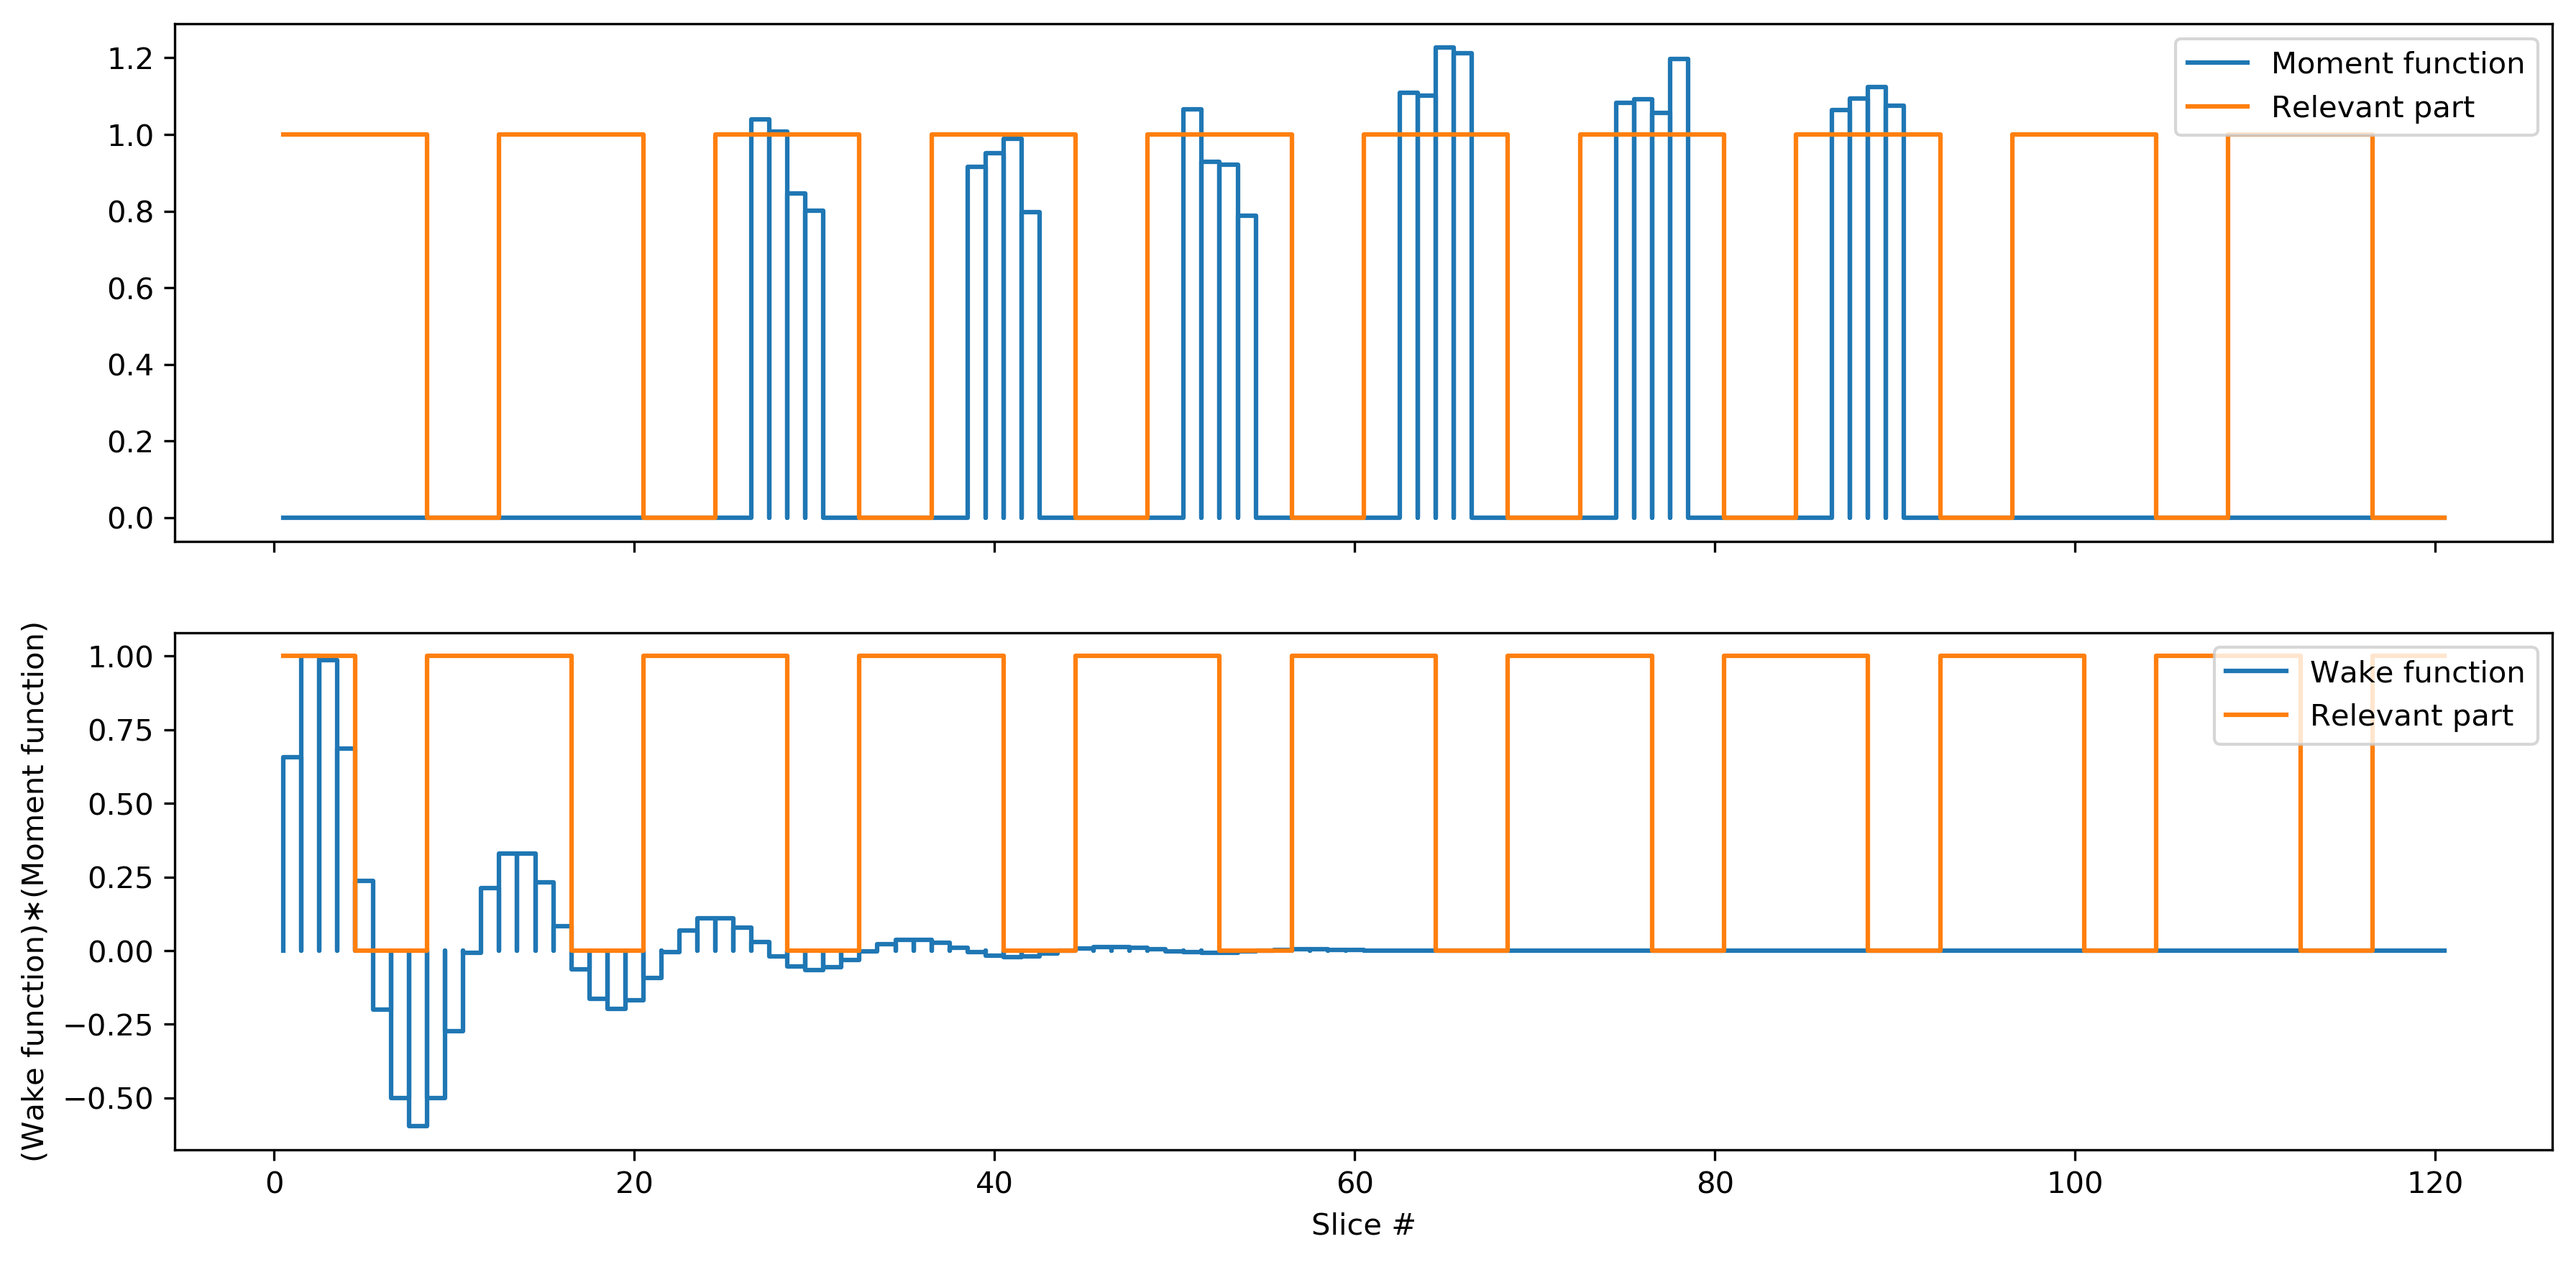 1.2
1.0
0.8
0.6
0.4
0.2
0.0
Moment function
Relevant part
(Wake function)∗(Moment function)
1.00
0.75
0.50
0.25
0.00
−0.25
−0.50
Wake function
Relevant part
0 20 40 60 80 100 120
Slice #